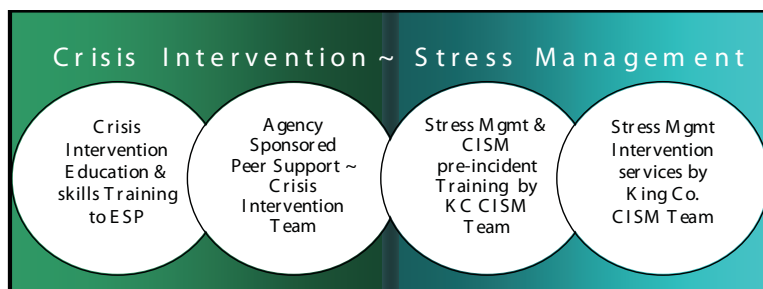 Crisis Intervention ~ Stress Management
Crisis
Intervention
Education &
skills Training
to ESP
Agency
Sponsored
Peer Support ~
Crisis
Intervention
Team
Stress Mgmt &
CISM
pre-incident
Training by
KC CISM
Team
Stress Mgmt
Intervention
services by
King Co.
CISM Team